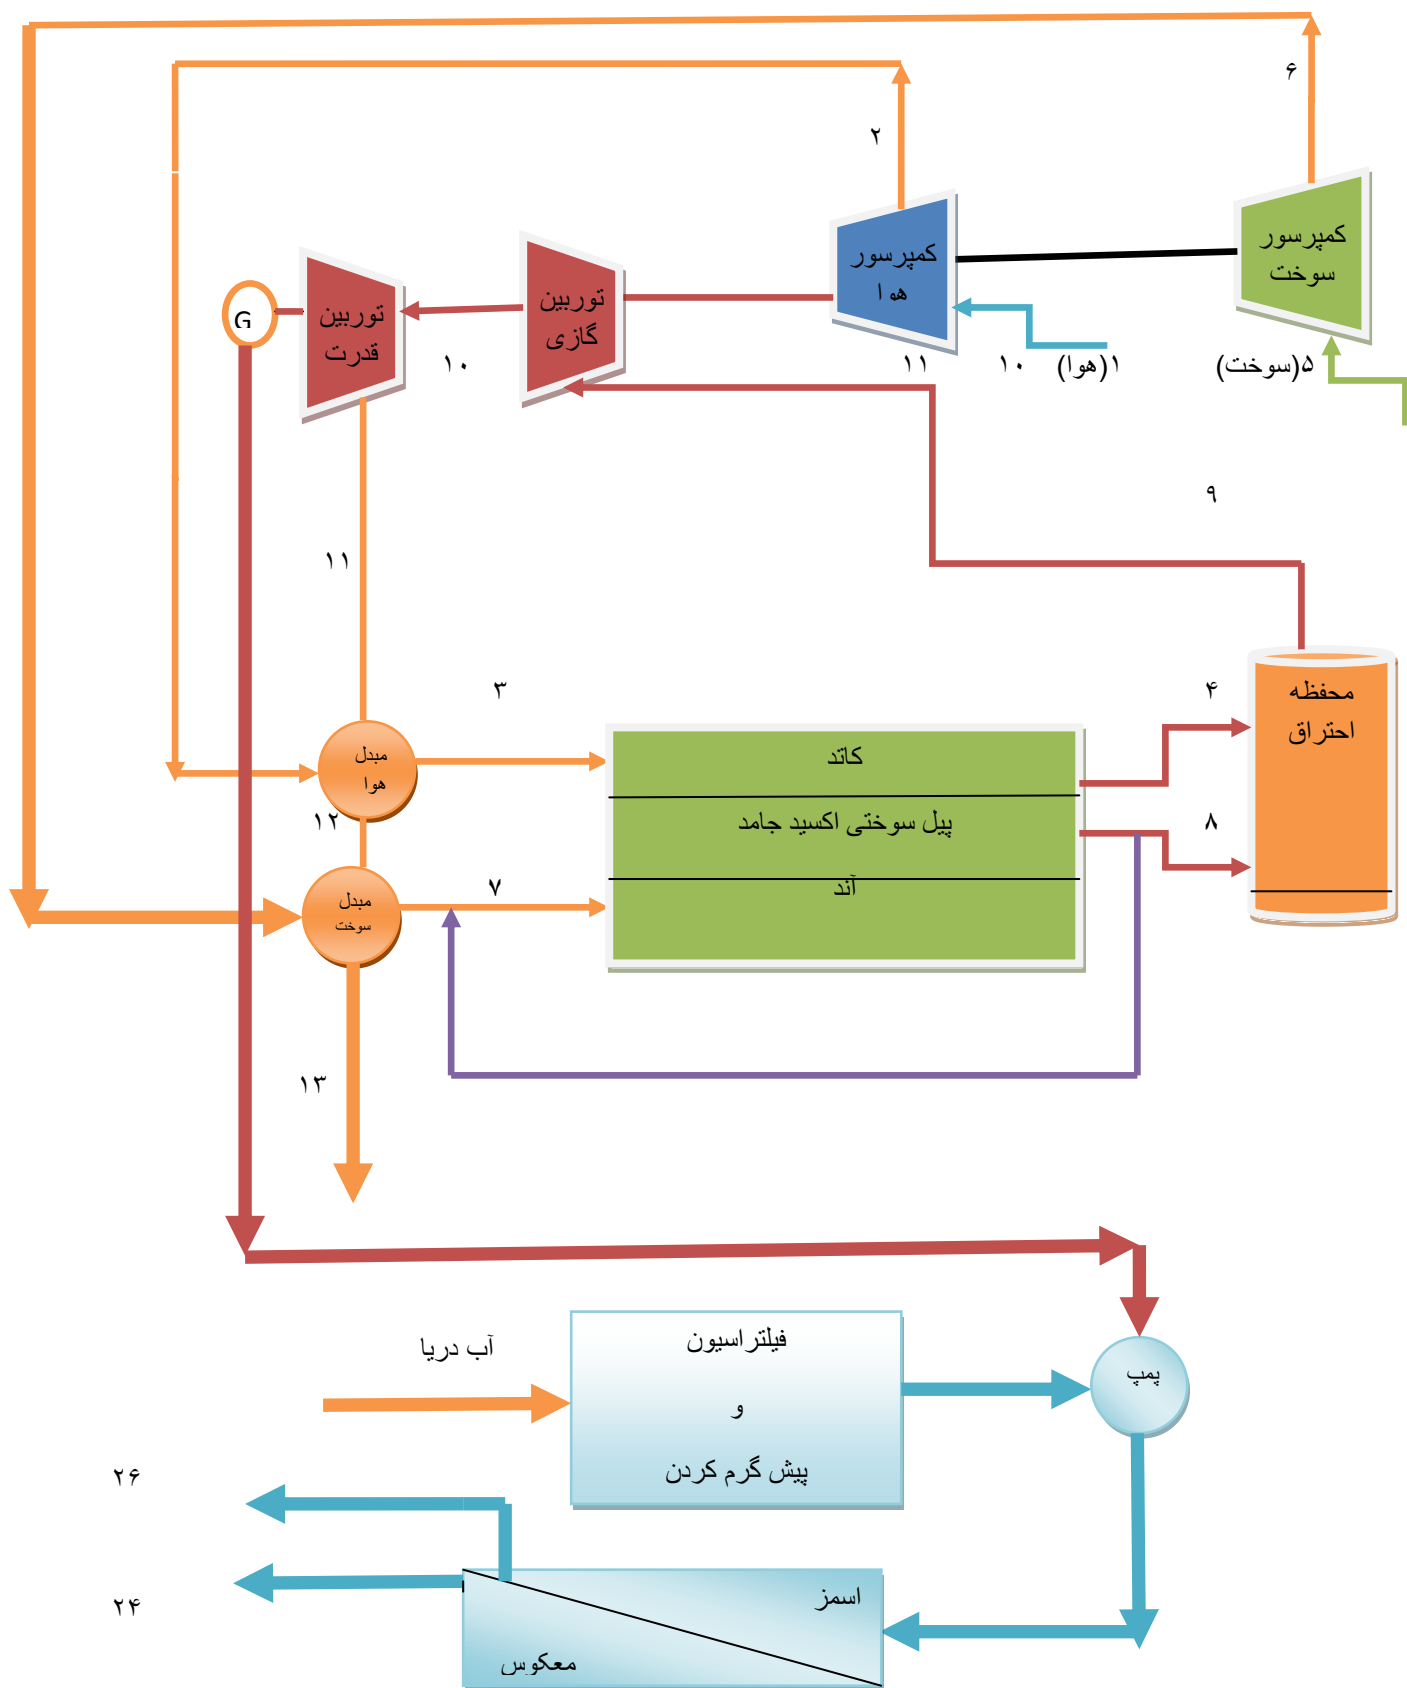 ۶
۲
کمپرسور
سوخت
کمپرسور
هوا
توربین
گازی
توربین
قدرت
G
۵(سوخت)
۱(هوا)
۱۰
۱۱
۱۰
۹
۱۱
۳
۴
محفظه
احتراق
مبدل
هوا
کاتد
۱۲
پیل سوختی اکسید جامد
۸
مبدل
سوخت
۷
آند
۱۳
آب دریا
فیلتراسیون
و
پیش گرم کردن
پمپ
۲۶
۲۴
اسمز
معکوس